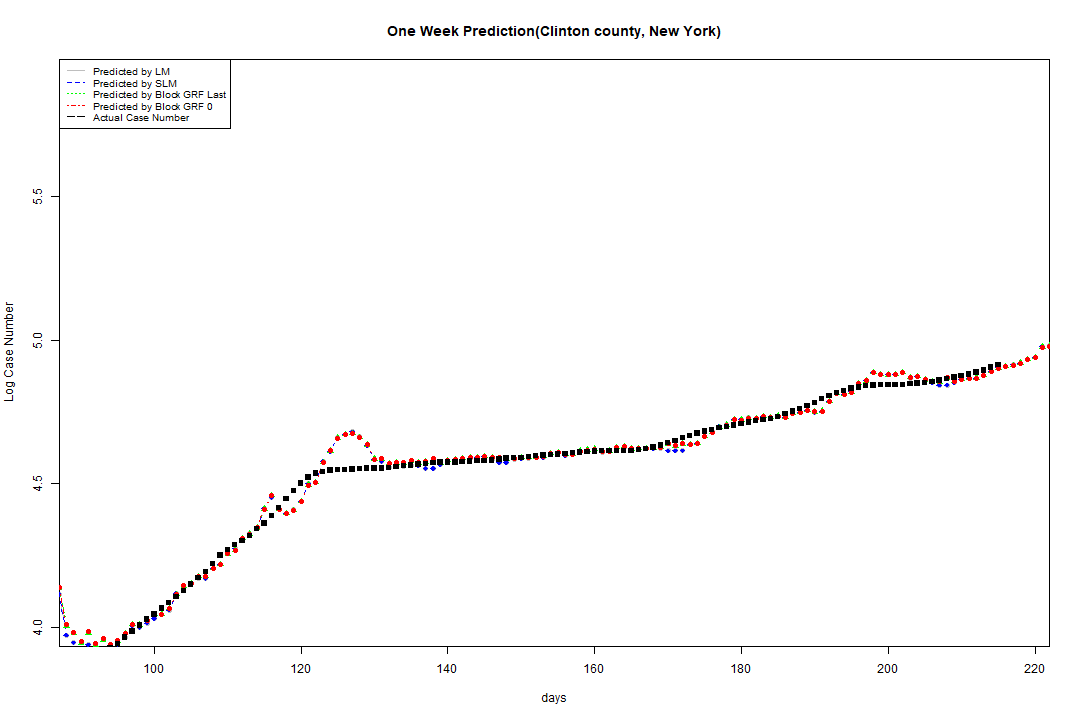 One Week Prediction(Clinton county, New York)
Predicted by LM
Predicted by SLM
Predicted by Block GRF Last
Predicted by Block GRF 0
Actual Case Number
Log Case Number
5.5
5.0
4.5
4.0
100 120 140 160 180 200 220
days